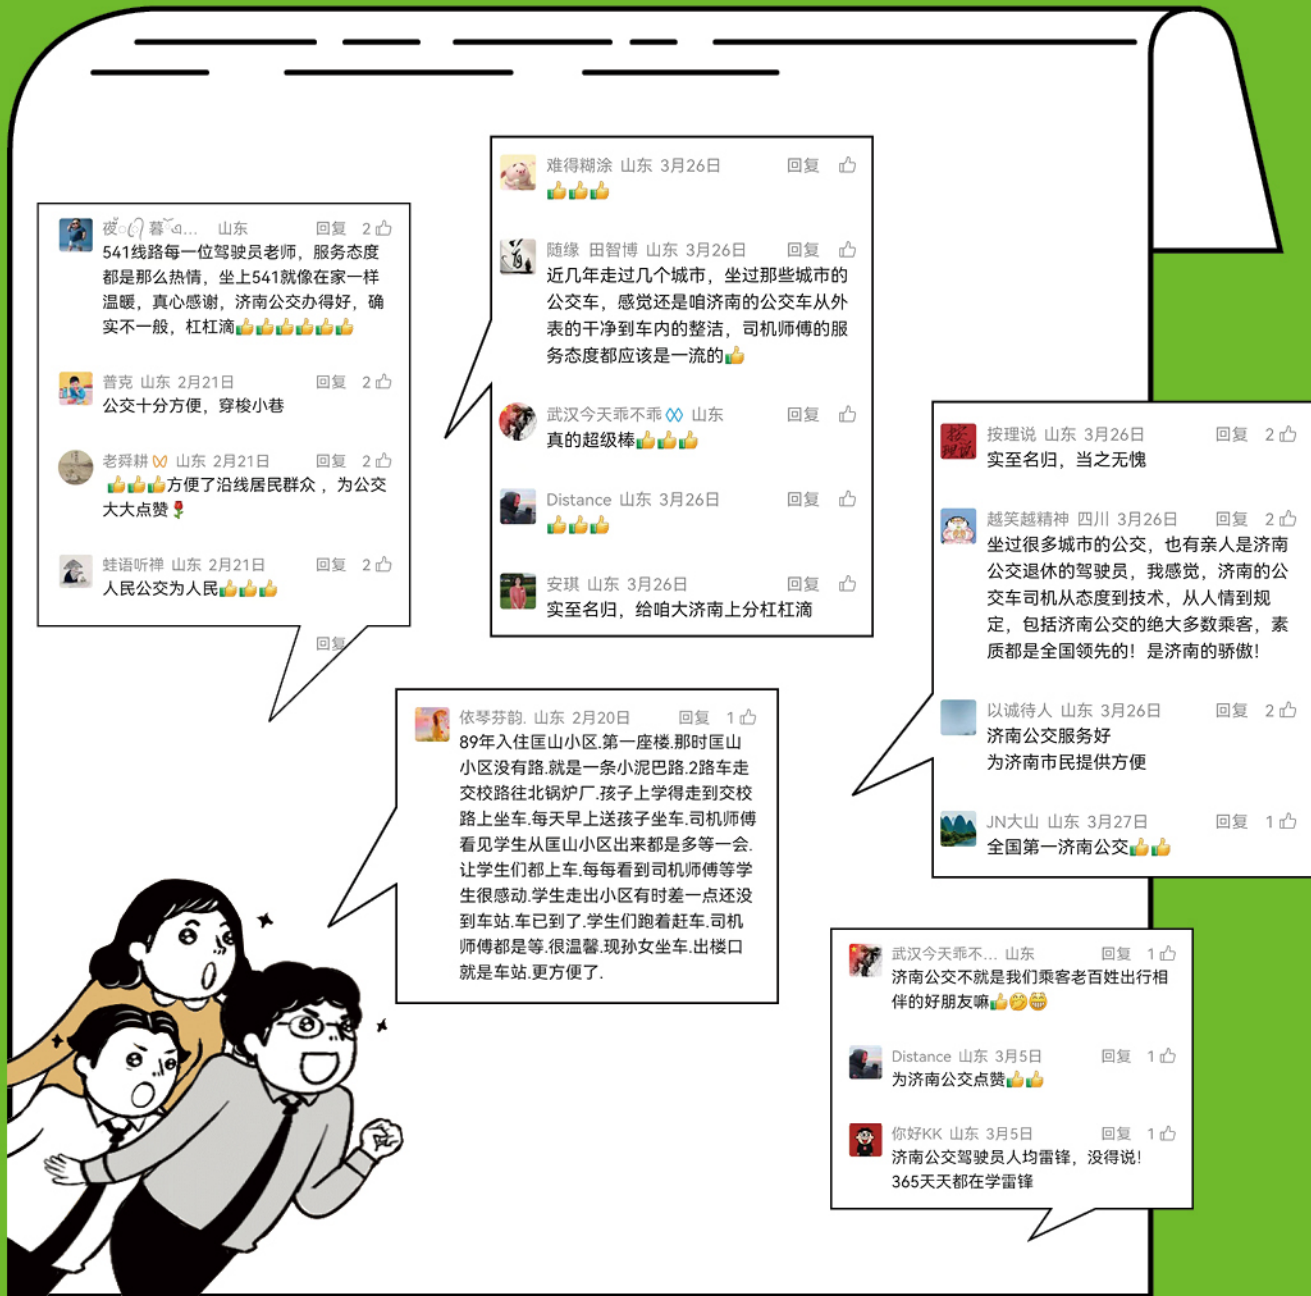 难得糊涂 山东 3月26日 回复
👍👍👍
随缘 田智博 山东 3月26日 回复
近几年走过几个城市，坐过那些城市的
公交车，感觉还是咱济南的公交车从外
表的干净到车内的整洁，司机师傅的服
务态度都应该是一流的👍
武汉今天乖不乖 山东 回复
真的超级棒👍👍👍
Distance 山东 3月26日 回复
👍👍👍
安琪 山东 3月26日 回复
实至名归，给咱大济南上分杠杠滴
山东 回复 2
541线路每一位驾驶员老师，服务态度
都是那么热情，坐上541就像在家一样
温暖，真心感谢，济南公交办得好，确
实不一般，杠杠滴👍👍👍👍👍👍
普克 山东 2月21日 回复 2
公交十分方便，穿梭小巷
老舜耕 山东 2月21日 回复 2
👍👍👍方便了沿线居民群众，为公交
大大点赞🌹
蛙语听禅 山东 2月21日 回复 2
人民公交为人民👍👍👍
回复
按理说
按理说 山东 3月26日 回复 2
实至名归，当之无愧
越笑越精神 四川 3月26日 回复 2
坐过很多城市的公交，也有亲人是济南
公交退休的驾驶员，我感觉，济南的公
交车司机从态度到技术，从人情到规
定，包括济南公交的绝大多数乘客，素
质都是全国领先的！是济南的骄傲！
以诚待人 山东 3月26日 回复 2
济南公交服务好
为济南市民提供方便
JN大山 山东 3月27日 回复 1
全国第一济南公交👍👍
依琴芬韵. 山东 2月20日 回复 1
89年入住匡山小区.第一座楼.那时匡山
小区没有路.就是一条小泥巴路.2路车走
交校路往北锅炉厂.孩子上学得走到交校
路上坐车.每天早上送孩子坐车.司机师傅
看见学生从匡山小区出来都是多等一会.
让学生们都上车.每每看到司机师傅等学
生很感动.学生走出小区有时差一点还没
到车站.车已到了.学生们跑着赶车.司机
师傅都是等.很温馨.现孙女坐车.出楼口
就是车站.更方便了.
武汉今天乖不... 山东 回复 1
济南公交不就是我们乘客老百姓出行相
伴的好朋友嘛👍🤭😁
Distance 山东 3月5日 回复 1
为济南公交点赞👍👍
你好KK 山东 3月5日 回复 1
济南公交驾驶员人均雷锋，没得说！
365天天都在学雷锋